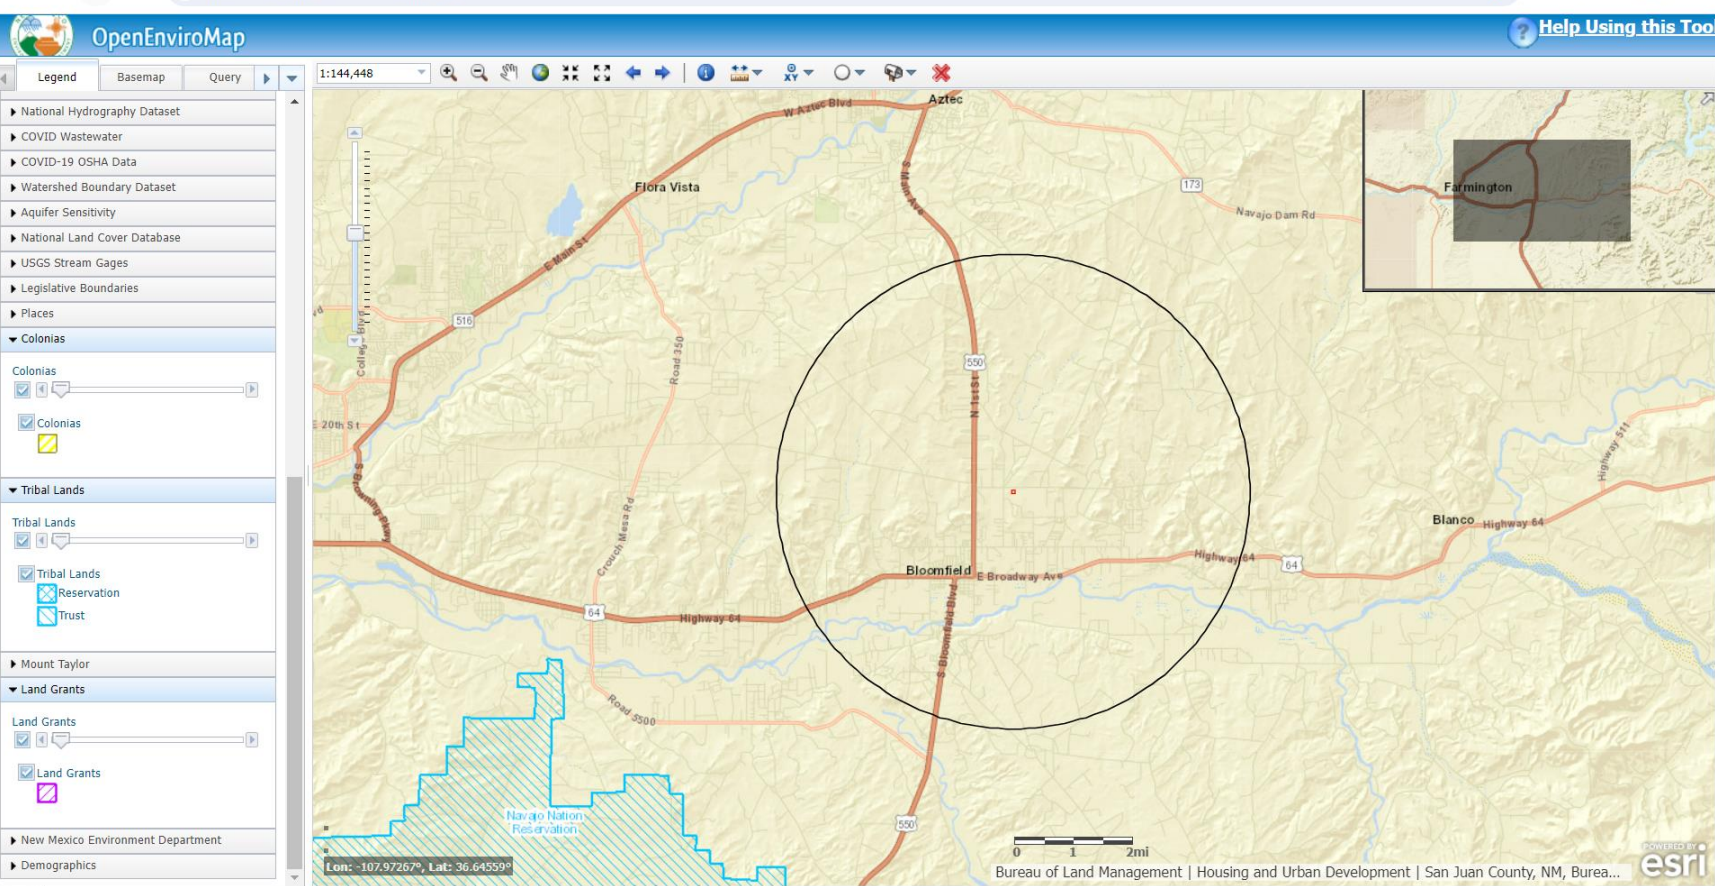 OpenEnviroMap
Help Using this Tool
Legend
Basemap
Query
1:144,448
XY
National Hydrography Dataset
COVID Wastewater
COVID-19 OSHA Data
Watershed Boundary Dataset
Aquifer Sensitivity
National Land Cover Database
USGS Stream Gages
Legislative Boundaries
Places
Colonias
Colonias
Colonias
Tribal Lands
Tribal Lands
Tribal Lands
Reservation
Trust
Mount Taylor
Land Grants
Land Grants
Land Grants
New Mexico Environment Department
Demographics
Aztec
W Aztec Blvd
Flora Vista
S Main Ave
173
Navajo Dam Rd
Farmington
E Main St
516
Road 350
550
N 1st St
E 20th St
Highway 511
Crouch Mesa Rd
Blanco
Highway 64
Highway 64
64
Bloomfield
E Broadway Ave
64
Highway 64
S Bloomfield Blvd
Road 5500
Navajo Nation
Reservation
550
0 1 2mi
Lon: -107.97267°, Lat: 36.64559°
Bureau of Land Management | Housing and Urban Development | San Juan County, NM, Burea...
POWERED BY
esri